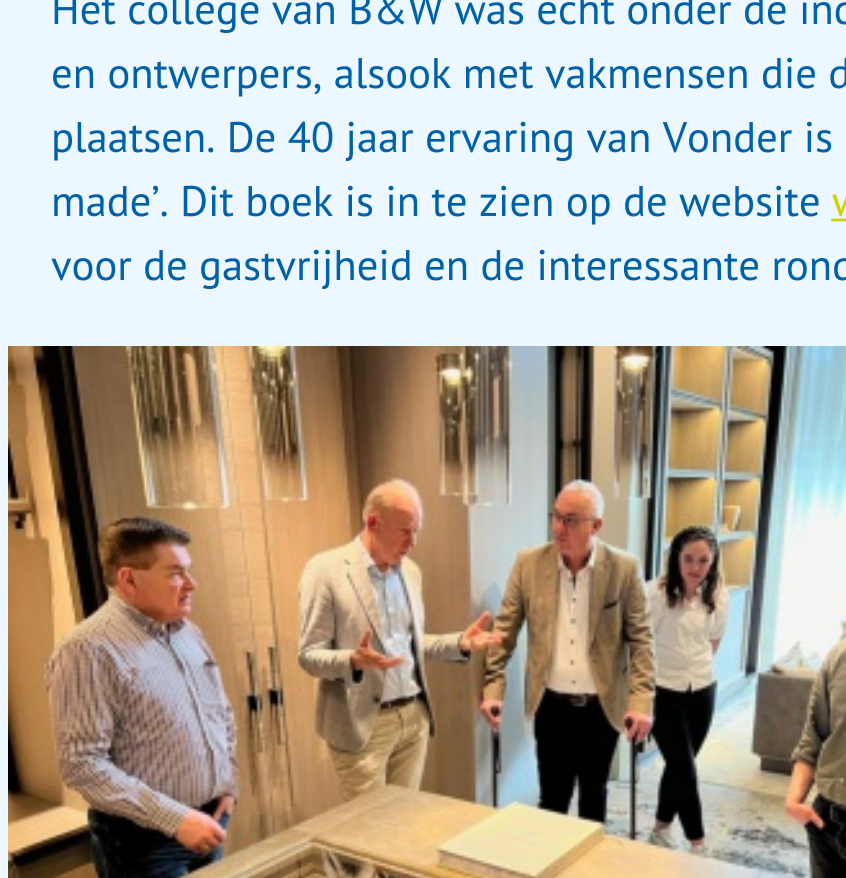 Het college van B&W was echt onder de
en ontwerpers, alsook met vakmensen die
plaatsen. De 40 jaar ervaring van Vonder is
made’. Dit boek is in te zien op de website
voor de gastvrijheid en de interessante